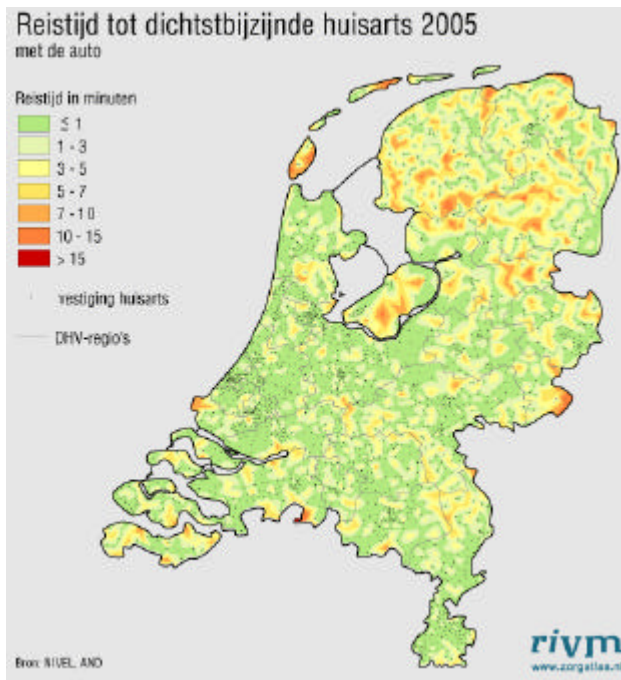 Reistijd tot dichtstbijzijnde huisarts 2005
met de auto
Reistijd in minuten
≤ 1
1 - 3
3 - 5
5 - 7
7 - 10
10 - 15
> 15
vestiging huisarts
DHV-regio's
Bron: NIVEL, AND
rivm
www.zorgatlas.nl